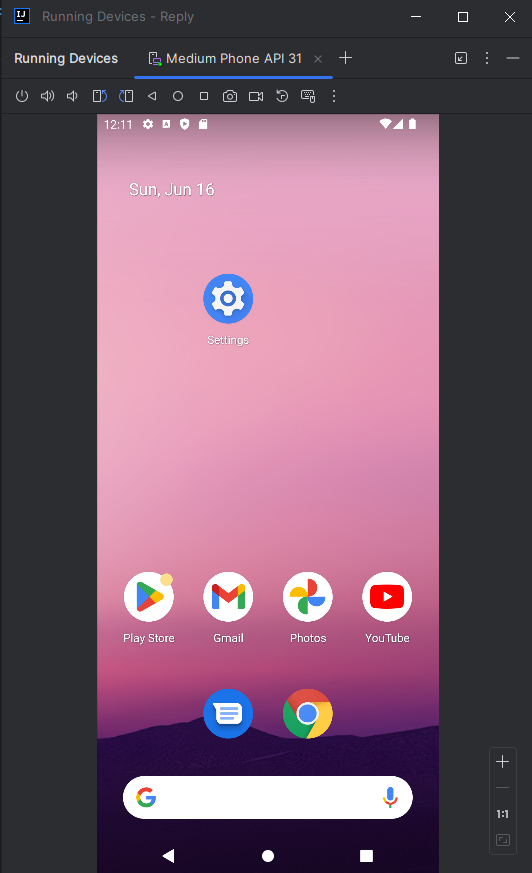 Running Devices - Reply
Running Devices
Medium Phone API 31
12:11
Sun, Jun 16
Settings
Play Store
Gmail
Photos
YouTube
1:1